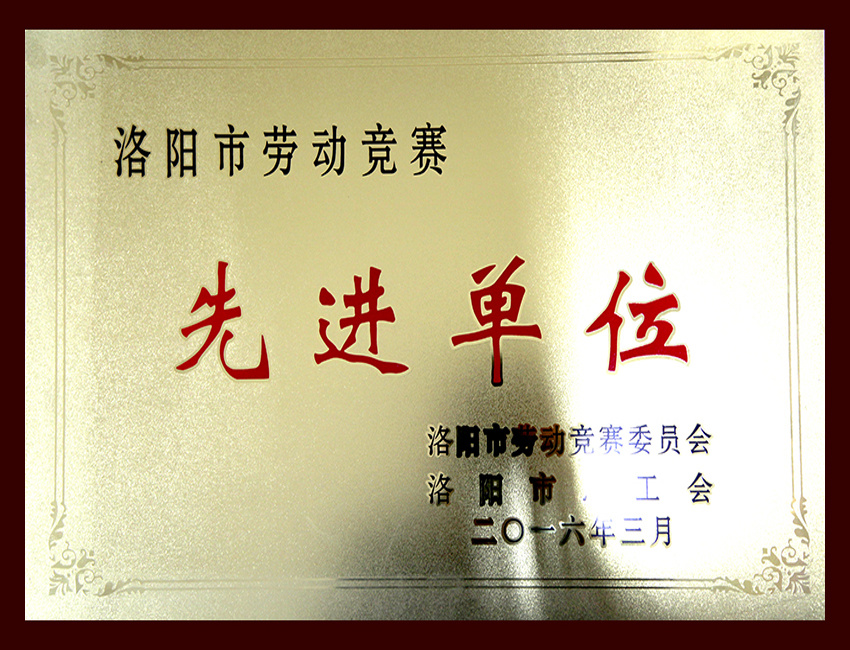 洛阳市劳动竞赛
先进单位
洛阳市劳动竞赛委员会
洛阳市 工会
二〇一六年三月